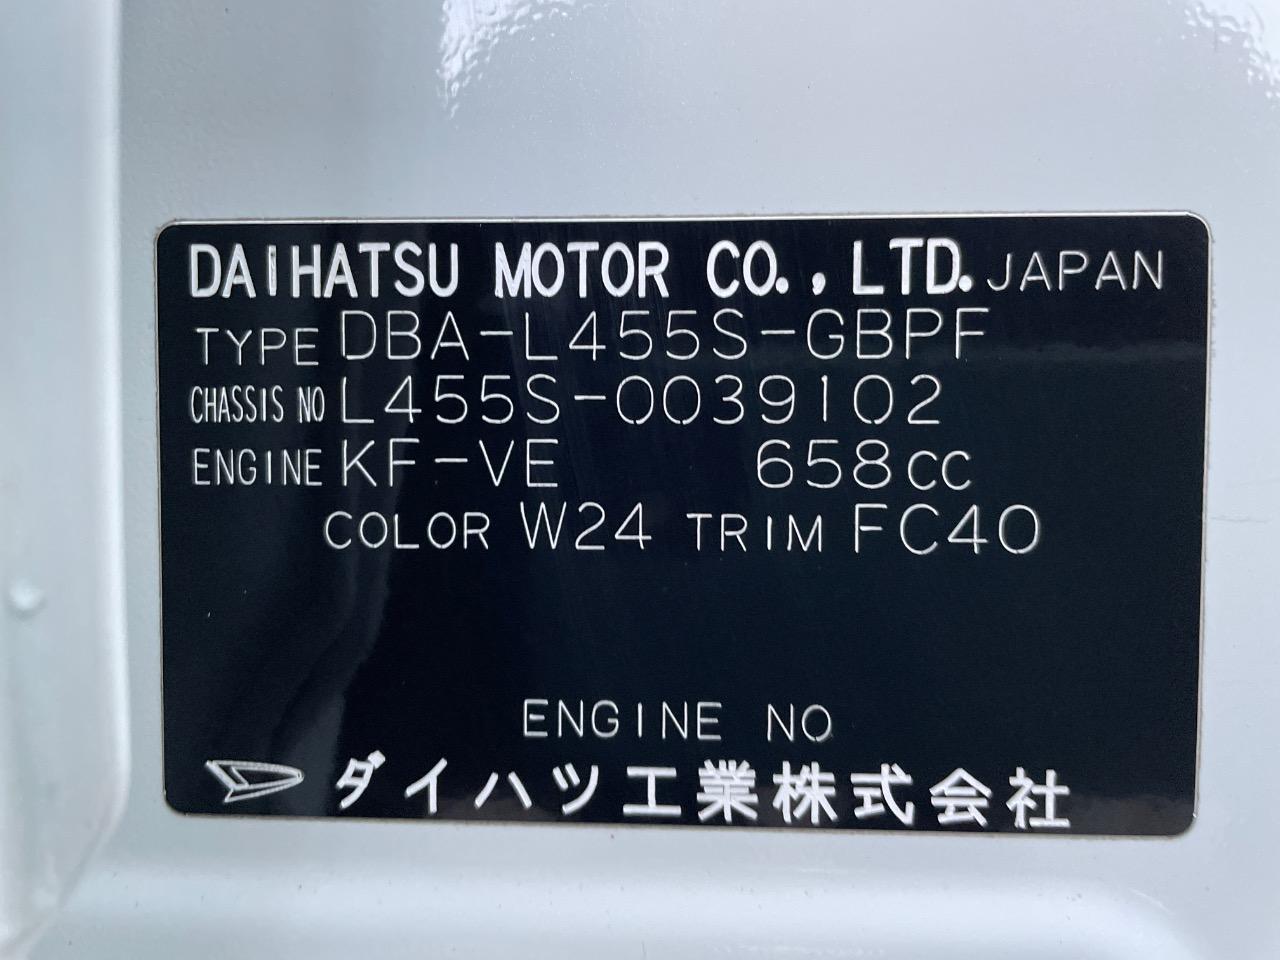 DAIHATSU MOTOR CO., LTD. JAPAN
TYPE DBA-L455S-GBPF
CHASSIS NO L455S-0039102
ENGINE KF-VE 658CC
COLOR W24 TRIM FC40
ENGINE NO
ダイハツ工業株式会社